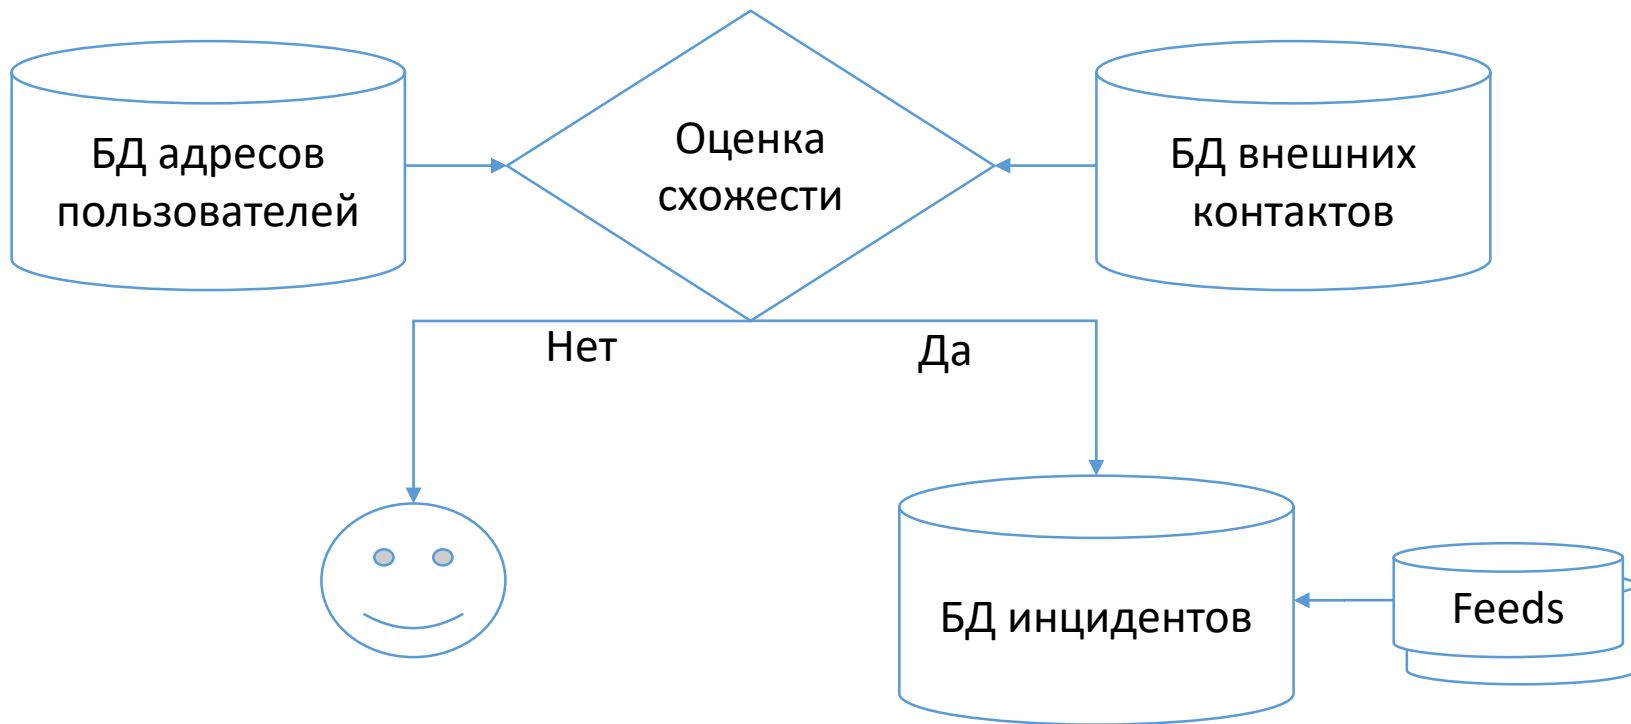 БД адресов
пользователей
Оценка
схожести
БД внешних
контактов
Нет
Да
БД инцидентов
Feeds